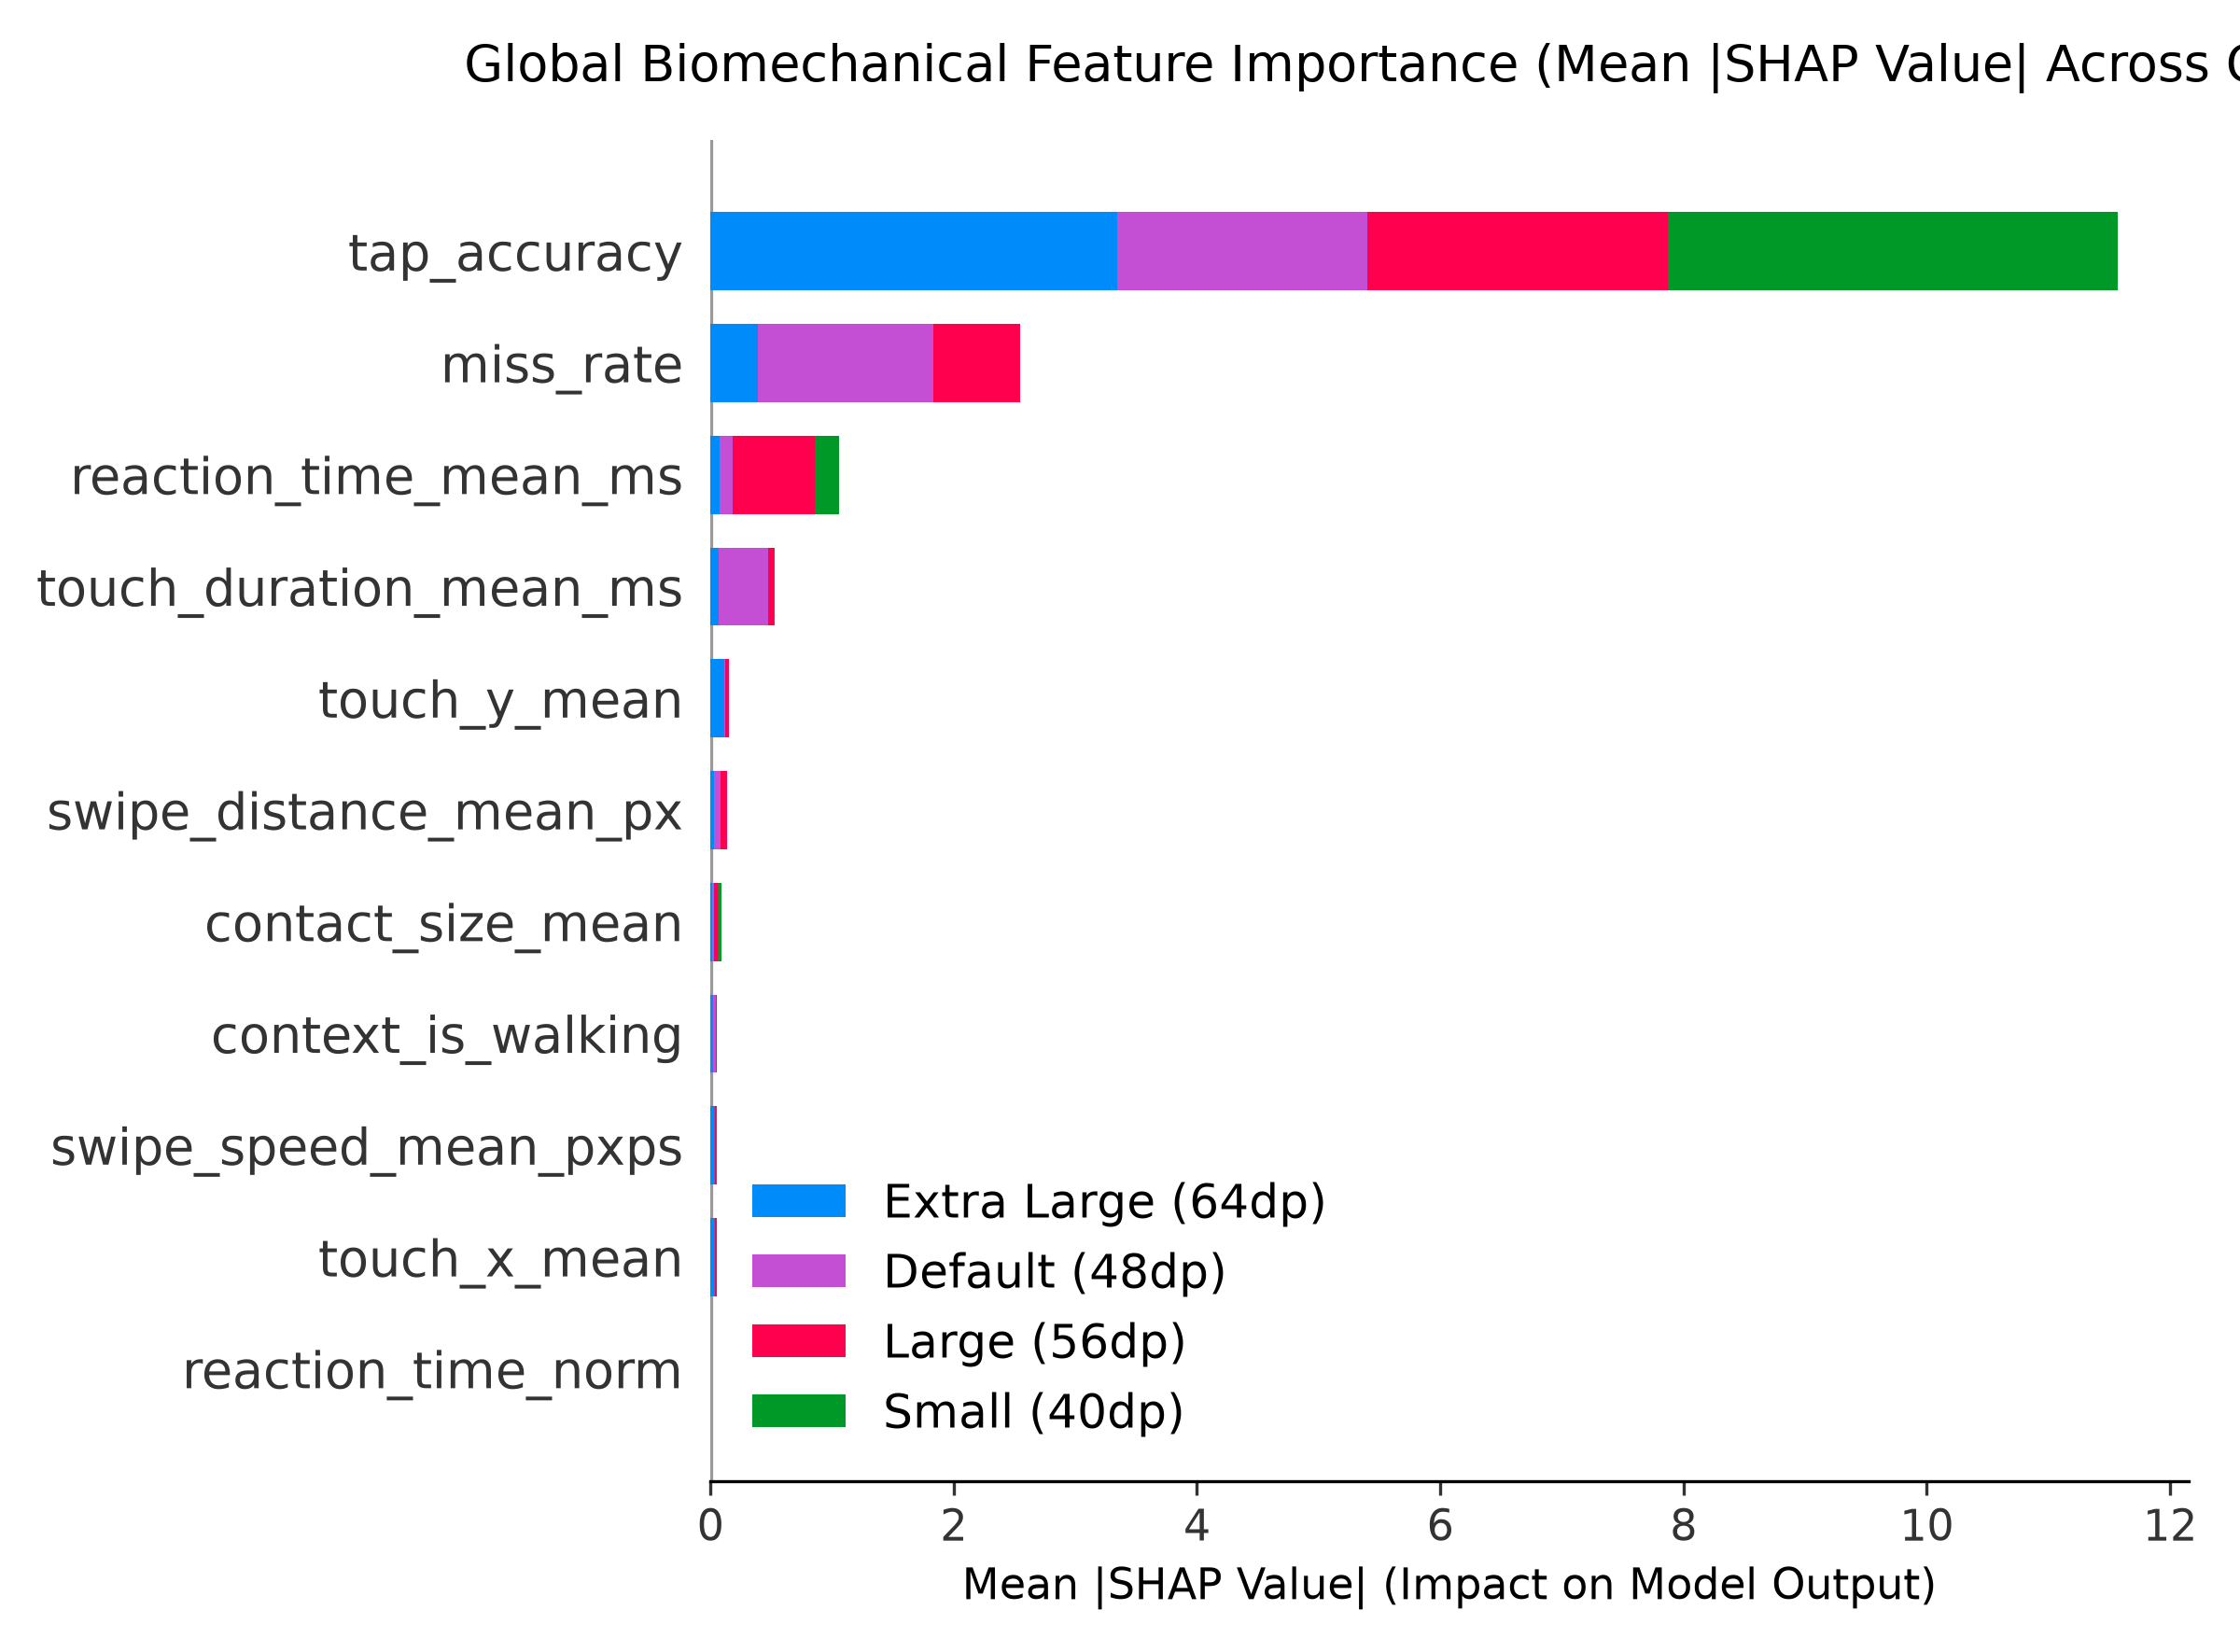 Global Biomechanical Feature Importance (Mean |SHAP Value| Across
tap_accuracy
miss_rate
reaction_time_mean_ms
touch_duration_mean_ms
touch_y_mean
swipe_distance_mean_px
contact_size_mean
context_is_walking
swipe_speed_mean_pxps
touch_x_mean
reaction_time_norm
Extra Large (64dp)
Default (48dp)
Large (56dp)
Small (40dp)
0 2 4 6 8 10 12
Mean |SHAP Value| (Impact on Model Output)